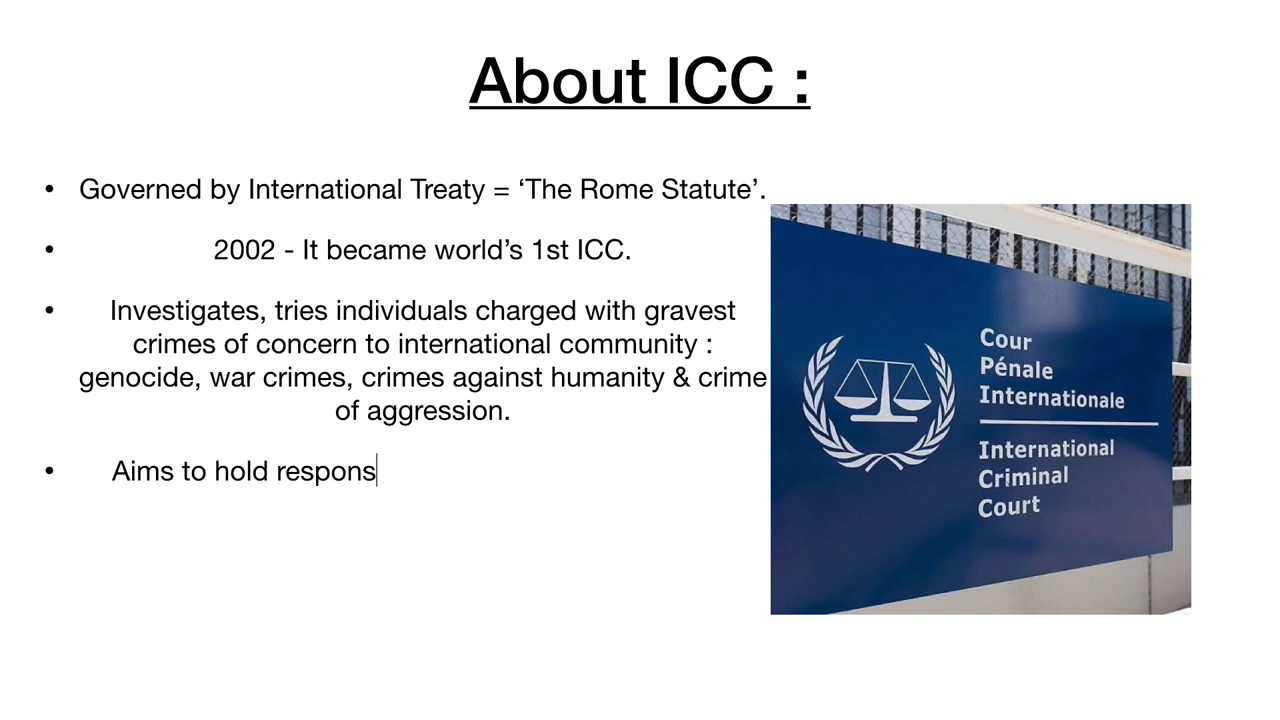 About ICC :
• Governed by International Treaty = ‘The Rome Statute’.
• 2002 - It became world’s 1st ICC.
• Investigates, tries individuals charged with gravest
crimes of concern to international community :
genocide, war crimes, crimes against humanity & crime
of aggression.
• Aims to hold respons
Cour
Pénale
Internationale
International
Criminal
Court